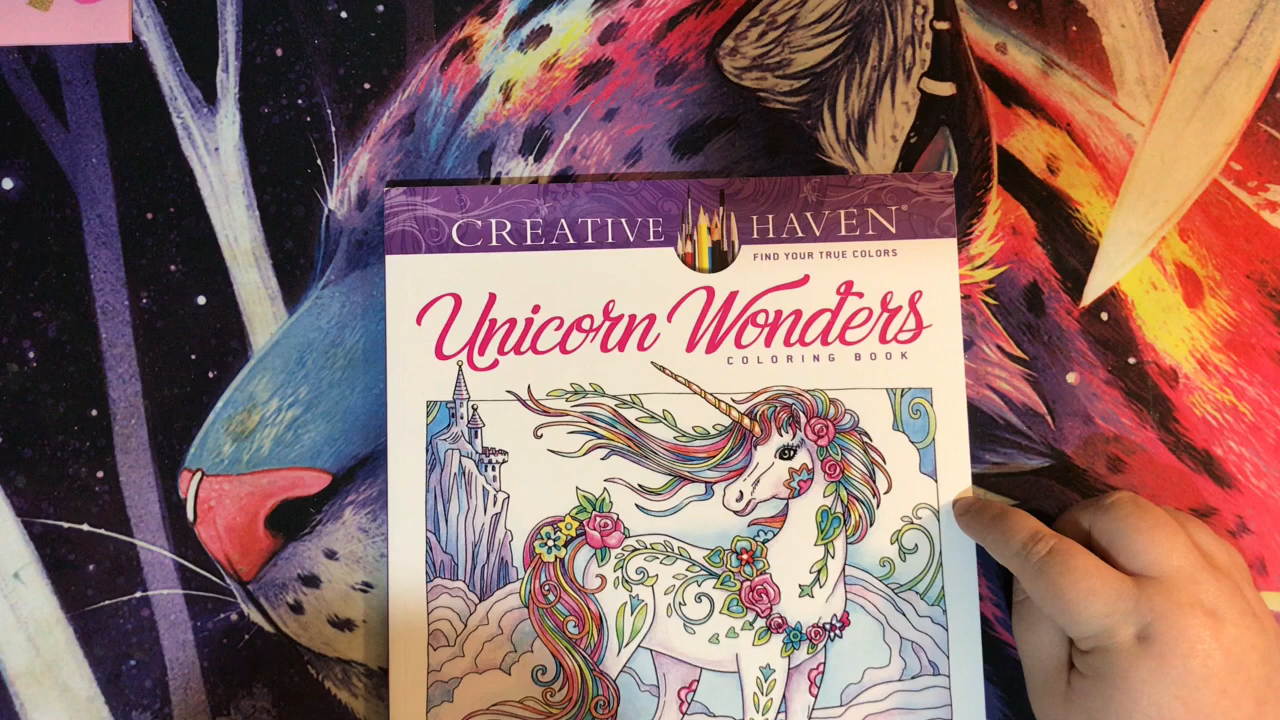 CREATIVE HAVEN®
FIND YOUR TRUE COLORS
Unicorn Wonders
COLORING BOOK